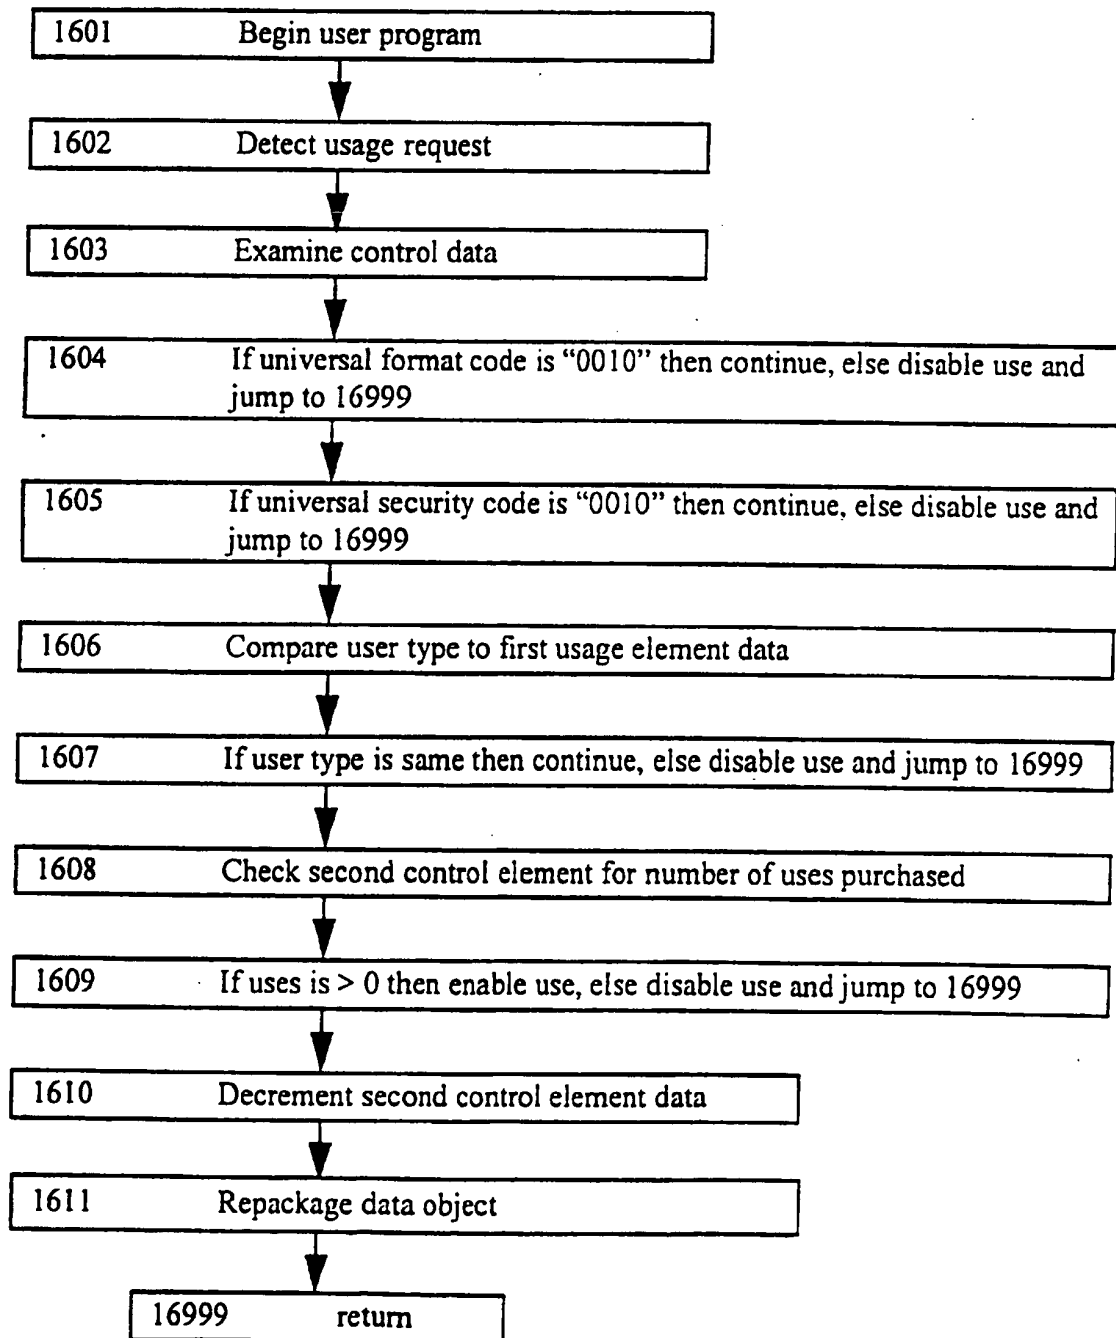 1601 Begin user program
1602 Detect usage request
1603 Examine control data
1604 If universal format code is “0010” then continue, else disable use and
jump to 16999
1605 If universal security code is “0010” then continue, else disable use and
jump to 16999
1606 Compare user type to first usage element data
1607 If user type is same then continue, else disable use and jump to 16999
1608 Check second control element for number of uses purchased
1609 If uses is > 0 then enable use, else disable use and jump to 16999
1610 Decrement second control element data
1611 Repackage data object
16999 return